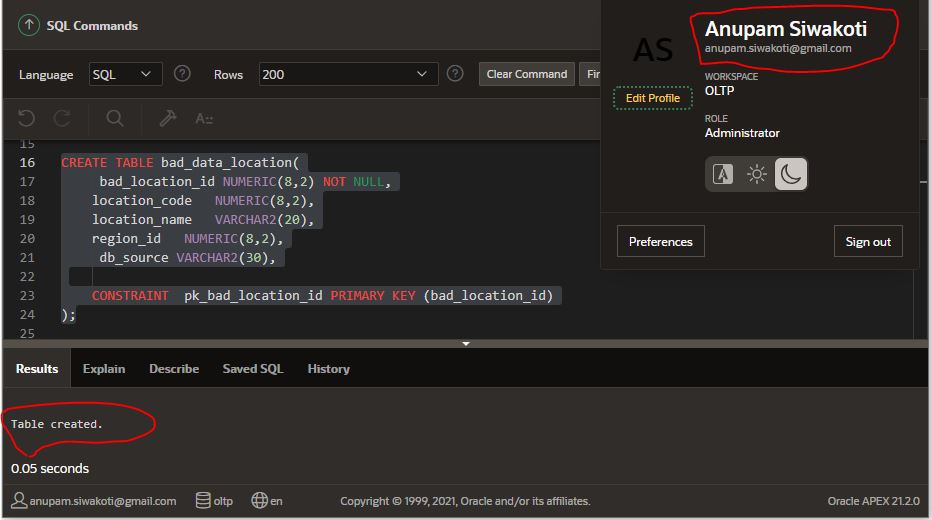 SQL Commands
Language SQL Rows 200 Clear Command
15
16 CREATE TABLE bad_data_location(
17 bad_location_id NUMERIC(8,2) NOT NULL,
18 location_code NUMERIC(8,2),
19 location_name VARCHAR2(20),
20 region_id NUMERIC(8,2),
21 db_source VARCHAR2(30),
22
23 CONSTRAINT pk_bad_location_id PRIMARY KEY (bad_location_id)
24 );
25
AS
Edit Profile
Anupam Siwakoti
anupam.siwakoti@gmail.com
WORKSPACE
OLTP
ROLE
Administrator
Preferences Sign out
Results Explain Describe Saved SQL History
Table created.
0.05 seconds
anupam.siwakoti@gmail.com oltp en Copyright © 1999, 2021, Oracle and/or its affiliates. Oracle APEX 21.2.0